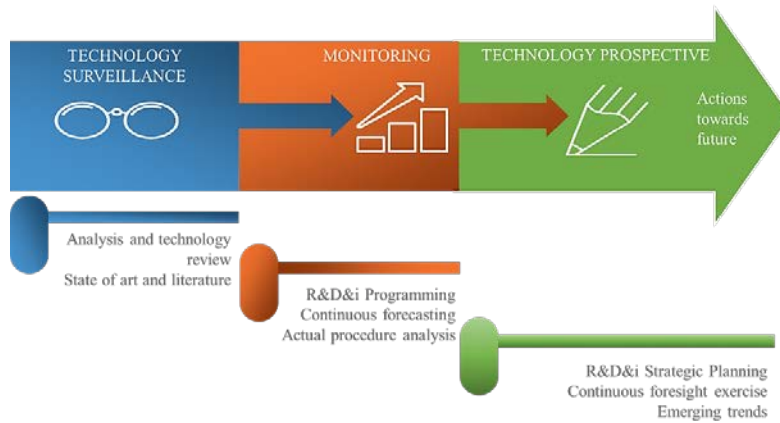 TECHNOLOGY
SURVEILLANCE
MONITORING
TECHNOLOGY PROSPECTIVE
Actions
towards
future
Analysis and technology
review
State of art and literature
R&D&i Programming
Continuous forecasting
Actual procedure analysis
R&D&i Strategic Planning
Continuous foresight exercise
Emerging trends